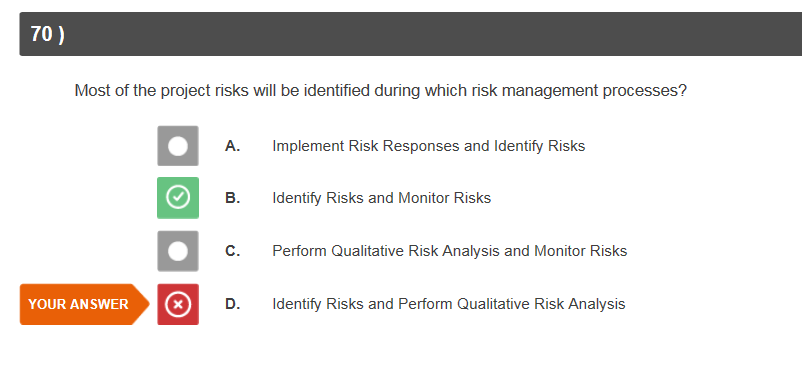 70 )
Most of the project risks will be identified during which risk management processes?
A. Implement Risk Responses and Identify Risks
B. Identify Risks and Monitor Risks
C. Perform Qualitative Risk Analysis and Monitor Risks
YOUR ANSWER D. Identify Risks and Perform Qualitative Risk Analysis